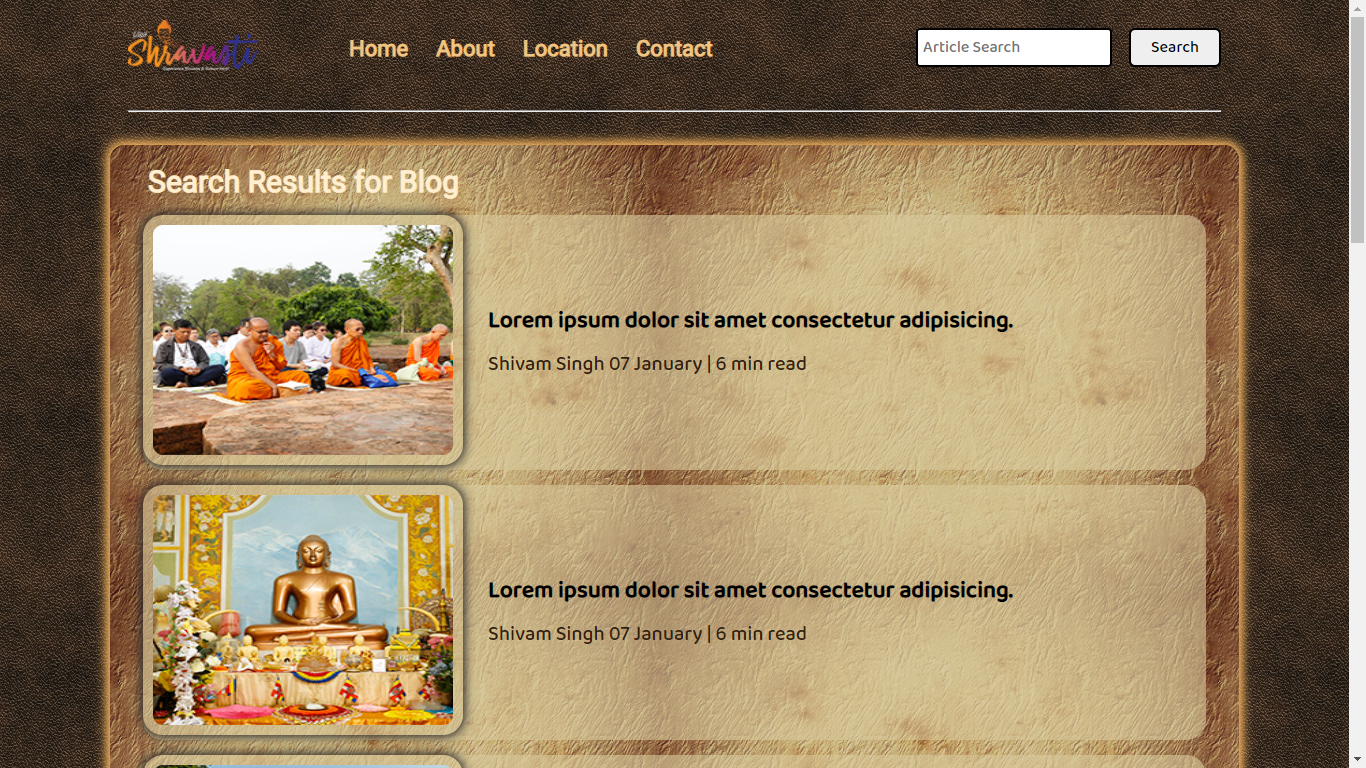 Visit
Shravasti
Home
About
Location
Contact
Article Search
Search
Search Results for Blog
Lorem ipsum dolor sit amet consectetur adipisicing.
Shivam Singh 07 January | 6 min read
Lorem ipsum dolor sit amet consectetur adipisicing.
Shivam Singh 07 January | 6 min read